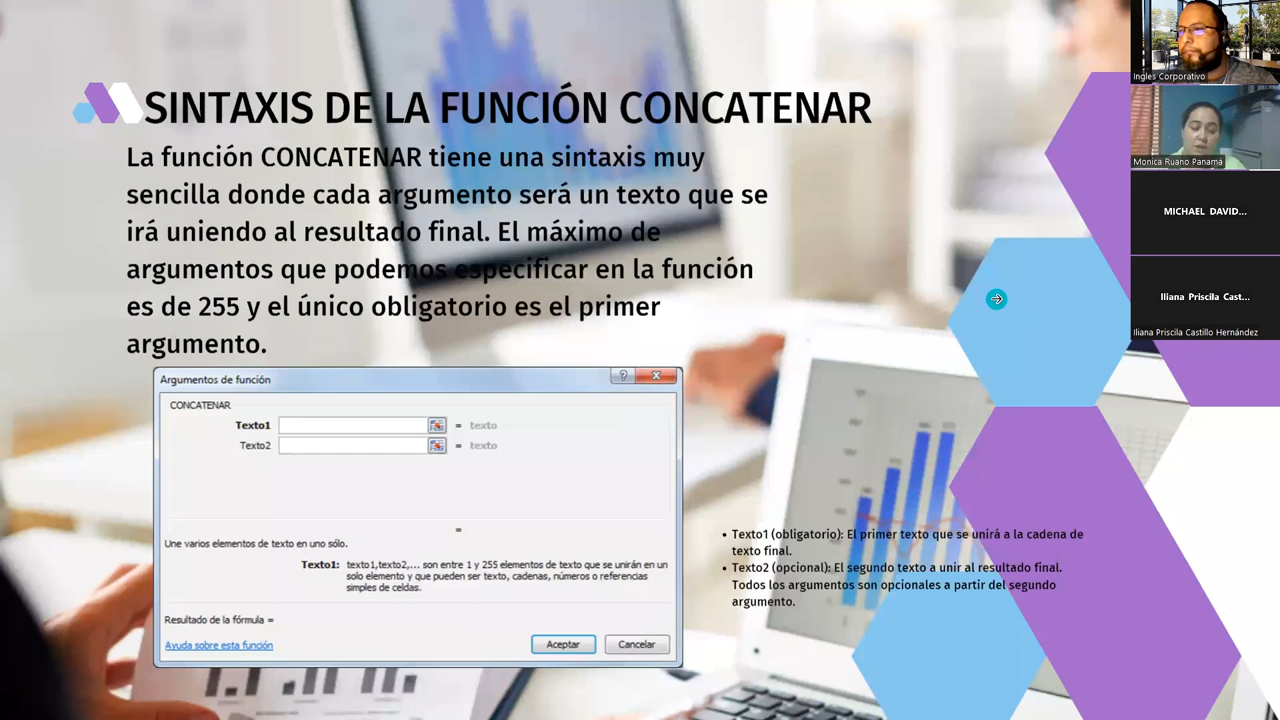 SINTAXIS DE LA FUNCIÓN CONCATENAR
La función CONCATENAR tiene una sintaxis muy
sencilla donde cada argumento será un texto que se
irá uniendo al resultado final. El máximo de
argumentos que podemos especificar en la función
es de 255 y el único obligatorio es el primer
argumento.
Argumentos de función
CONCATENAR
Texto1 = texto
Texto2 = texto
=
Une varios elementos de texto en uno sólo.
Texto1: texto1,texto2,... son entre 1 y 255 elementos de texto que se unirán en un
solo elemento y que pueden ser texto, cadenas, números o referencias
simples de celdas.
Resultado de la fórmula =
Ayuda sobre esta función
Aceptar
Cancelar
• Texto1 (obligatorio): El primer texto que se unirá a la cadena de
texto final.
• Texto2 (opcional): El segundo texto a unir al resultado final.
Todos los argumentos son opcionales a partir del segundo
argumento.
Ingles Corporativo
Monica Ruano Panamá
MICHAEL DAVID...
Iliana Priscila Cast...
Iliana Priscila Castillo Hernández